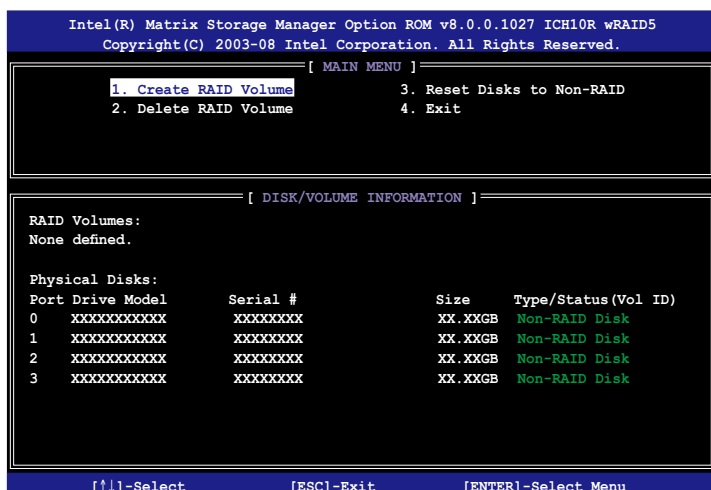 Intel(R) Matrix Storage Manager Option ROM v8.0.0.1027 ICH10R wRAID5
Copyright(C) 2003-08 Intel Corporation. All Rights Reserved.
[ MAIN MENU ]
1. Create RAID Volume 3. Reset Disks to Non-RAID
2. Delete RAID Volume 4. Exit
[ DISK/VOLUME INFORMATION ]
RAID Volumes:
None defined.
Physical Disks:
Port Drive Model Serial # Size Type/Status(Vol ID)
0 XXXXXXXXXXX XXXXXXXX XX.XXGB Non-RAID Disk
1 XXXXXXXXXXX XXXXXXXX XX.XXGB Non-RAID Disk
2 XXXXXXXXXXX XXXXXXXX XX.XXGB Non-RAID Disk
3 XXXXXXXXXXX XXXXXXXX XX.XXGB Non-RAID Disk
[↑↓]-Select [ESC]-Exit [ENTER]-Select Menu